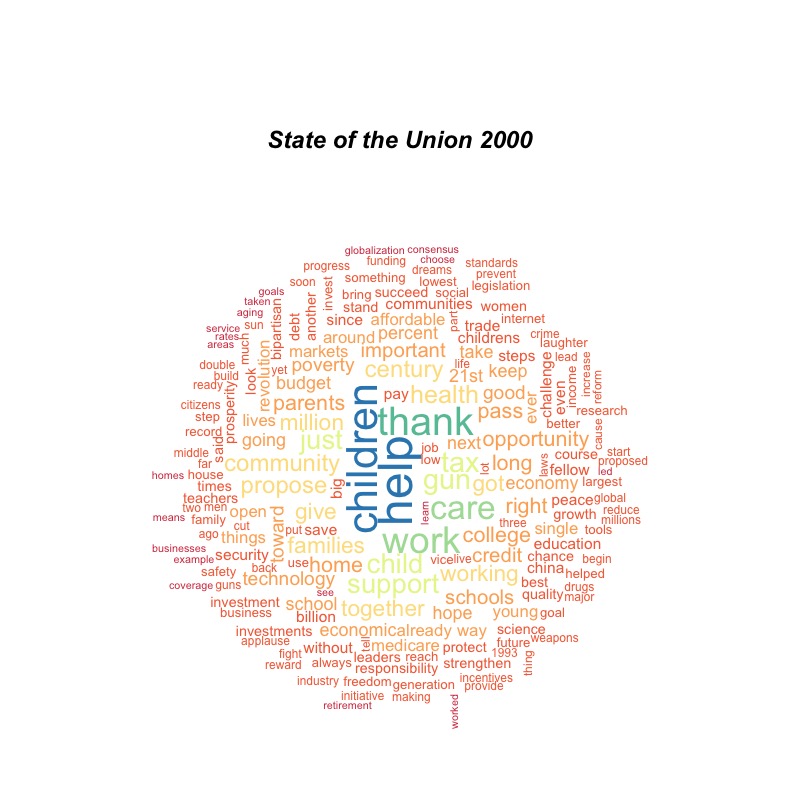 State of the Union 2000
globalization consensus
progress funding choose standards
dreams prevent
goals soon something lowest legislation
taken invest bring succeed social
aging another stand communities women
service sun bipartisan debt since affordable part trade internet
rates around percent childrens crime laughter
areas much markets important take steps lead
double yet poverty century life 21st keep challenge increase
build look revolution budget even income reform
ready prosperity parents pay health good ever
citizens children thank pass research
step lives million better cause
record said going just job next opportunity
middle community low tax lot long laws course start
far fellow proposed
homes house propose big help gun got economy led largest
times
teachers learn care right peace global
two men open toward give reduce
means family three growth millions
ago cut things put save work college single tools
businesses families education
example security use home child vice live credit chance begin
safety back technology working china helped
coverage guns see support best drugs
investment school together schools quality major
business billion hope young goal
investments economic already way science
applause without tell medicare protect future weapons
fight always leaders reach 1993 thing
reward responsibility strengthen
industry freedom generation incentives
initiative making provide
retirement worked